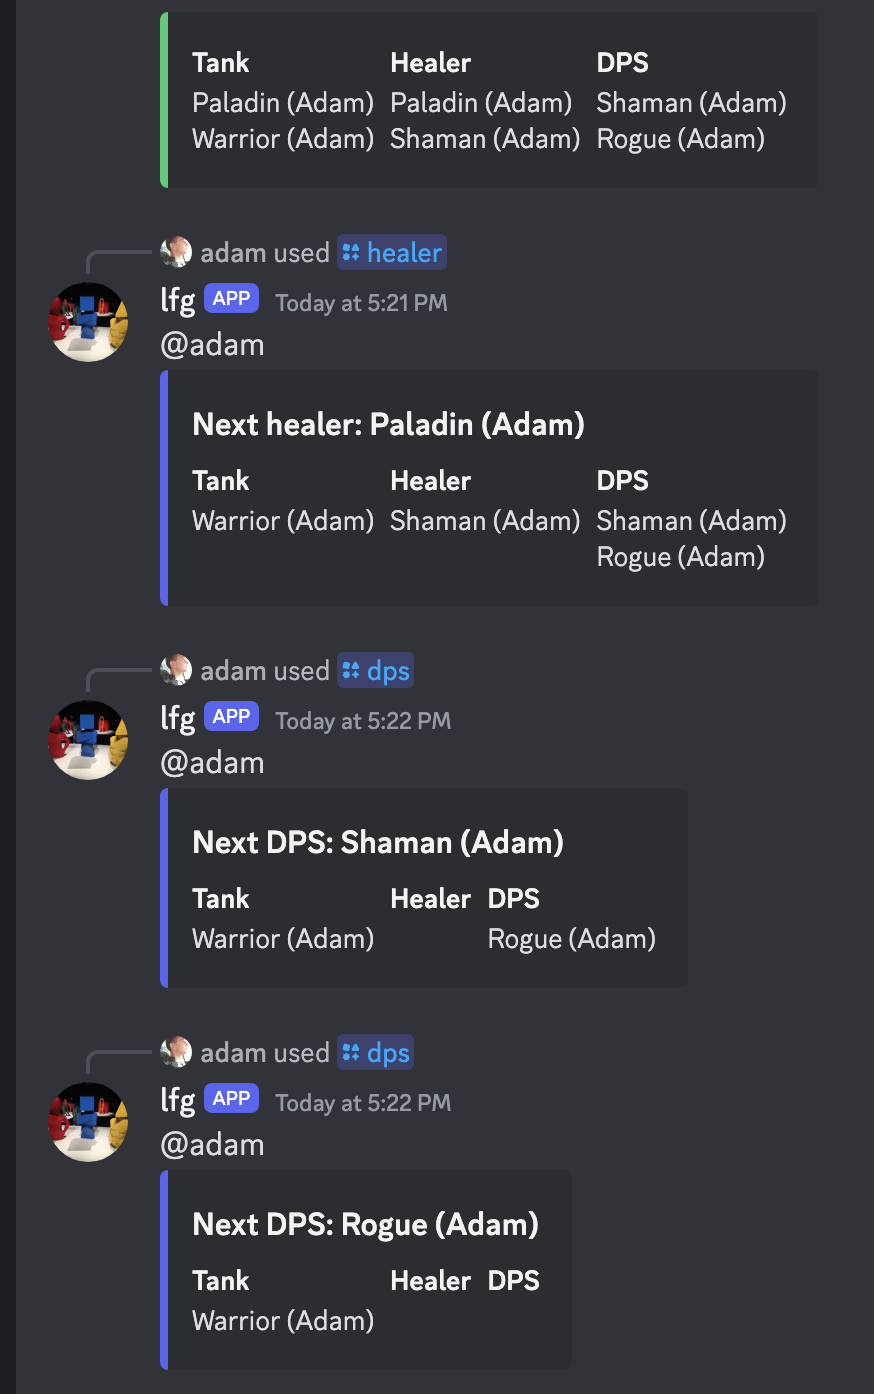 Tank Healer DPS
Paladin (Adam) Paladin (Adam) Shaman (Adam)
Warrior (Adam) Shaman (Adam) Rogue (Adam)
adam used healer
lfg APP Today at 5:21 PM
@adam
Next healer: Paladin (Adam)
Tank Healer DPS
Warrior (Adam) Shaman (Adam) Shaman (Adam)
Rogue (Adam)
adam used dps
lfg APP Today at 5:22 PM
@adam
Next DPS: Shaman (Adam)
Tank Healer DPS
Warrior (Adam) Rogue (Adam)
adam used dps
lfg APP Today at 5:22 PM
@adam
Next DPS: Rogue (Adam)
Tank Healer DPS
Warrior (Adam)